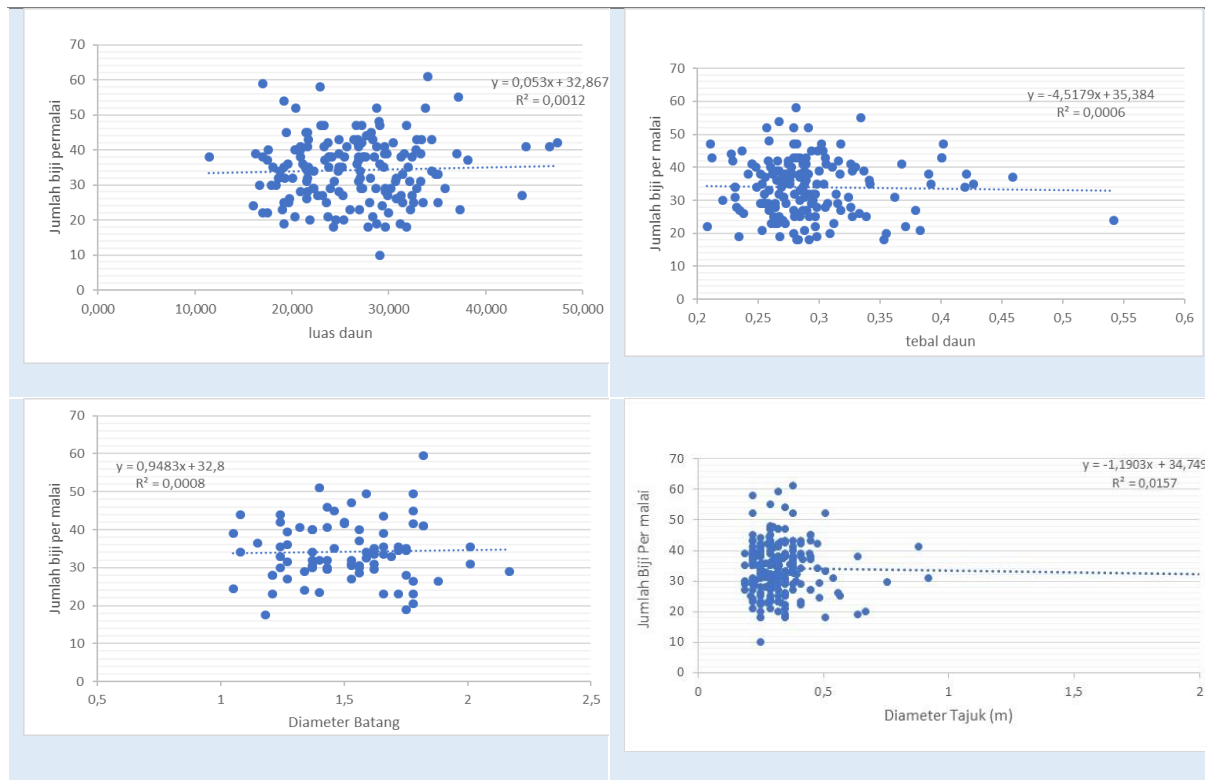 70
60
50
40
30
20
10
0
Jumlah biji permalai
y = 0,053x + 32,867
R² = 0,0012
0,000 10,000 20,000 30,000 40,000 50,000
luas daun
70
60
50
40
30
20
10
0
Jumlah biji per malai
y = -4,5179x + 35,384
R² = 0,0006
0,2 0,25 0,3 0,35 0,4 0,45 0,5 0,55 0,6
tebal daun
70
60
50
40
30
20
10
0
Jumlah biji per malai
y = 0,9483x + 32,8
R² = 0,0008
0,5 1 1,5 2 2,5
Diameter Batang
70
60
50
40
30
20
10
0
Jumlah Biji Per malai
y = -1,1903x + 34,749
R² = 0,0157
0 0,5 1 1,5 2
Diameter Tajuk (m)